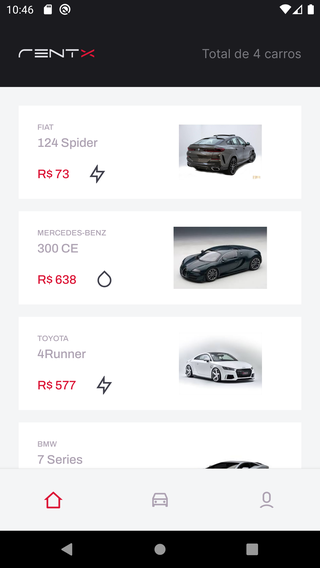 10:46
RENTX
Total de 4 carros
FIAT
124 Spider
R$ 73
MERCEDES-BENZ
300 CE
R$ 638
TOYOTA
4Runner
R$ 577
BMW
7 Series